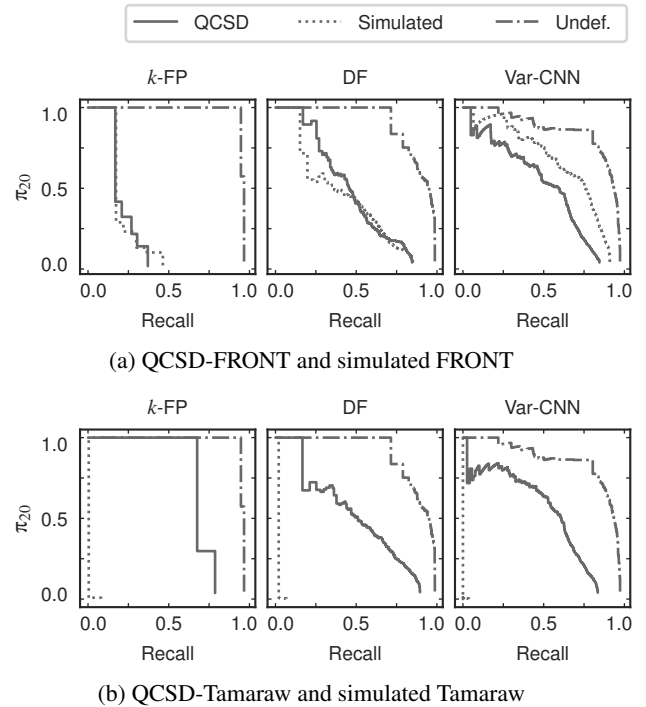 QCSD Simulated Undef.
k-FP DF Var-CNN
1.0
0.5
0.0
π20
0.0 0.5 1.0 0.0 0.5 1.0 0.0 0.5 1.0
Recall Recall Recall
(a) QCSD-FRONT and simulated FRONT
k-FP DF Var-CNN
1.0
0.5
0.0
π20
0.0 0.5 1.0 0.0 0.5 1.0 0.0 0.5 1.0
Recall Recall Recall
(b) QCSD-Tamaraw and simulated Tamaraw